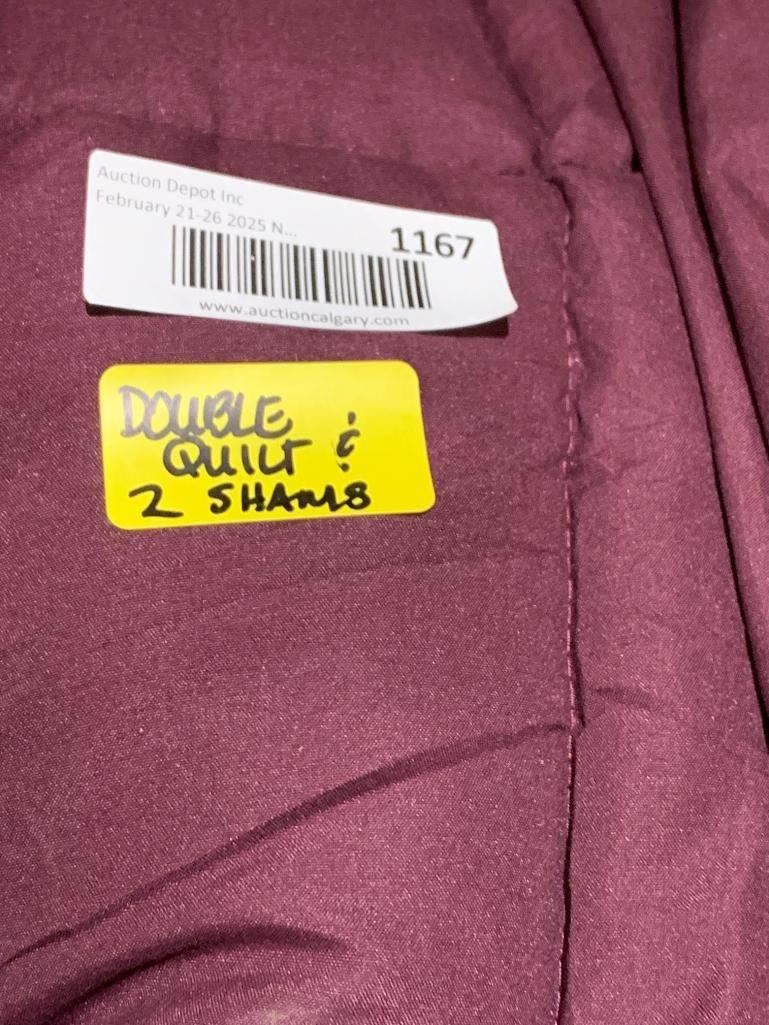 Auction Depot Inc
February 21-26 2025 N...
1167
www.auctioncalgary.com
DOUBLE
QUILT &
2 SHAMS